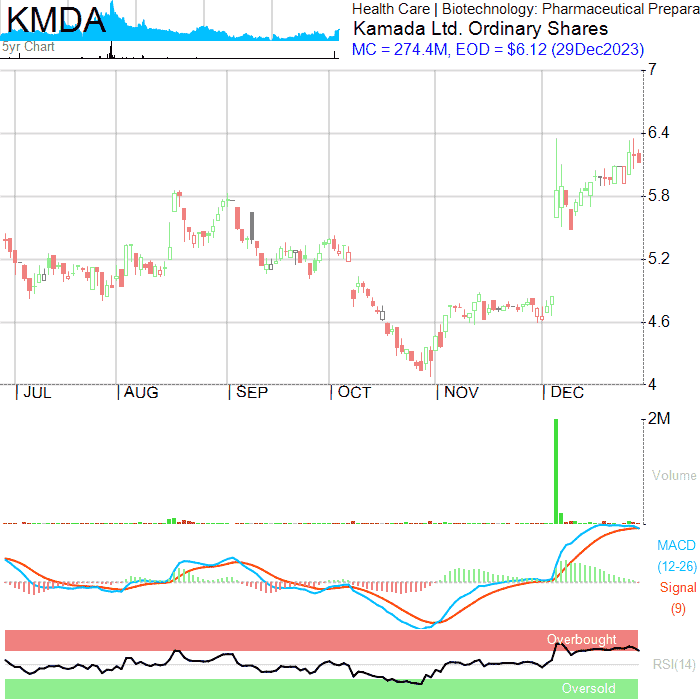 KMDA
5yr Chart
Health Care | Biotechnology: Pharmaceutical Prepara
Kamada Ltd. Ordinary Shares
MC = 274.4M, EOD = $6.12 (29Dec2023)
7
6.4
5.8
5.2
4.6
4
JUL AUG SEP OCT NOV DEC
2M
Volume
MACD
(12-26)
Signal
(9)
Overbought
RSI(14)
Oversold